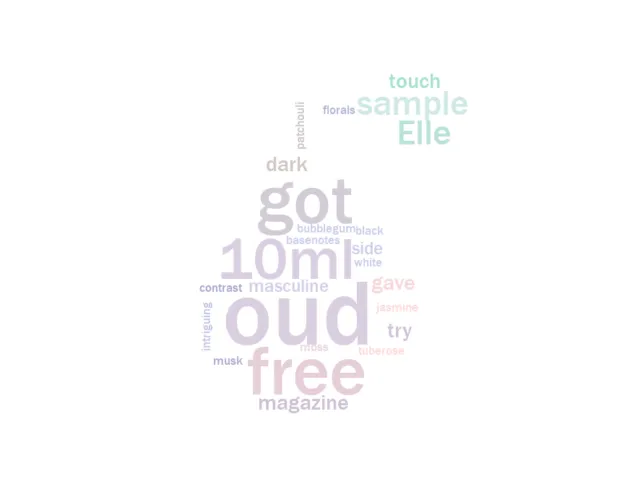 touch
sample
florals
patchouli
Elle
dark
got
bubblegum
black
basenotes
side
10ml
white
gave
masculine
contrast
jasmine
oud
intriguing
try
moss
tuberose
musk
free
magazine